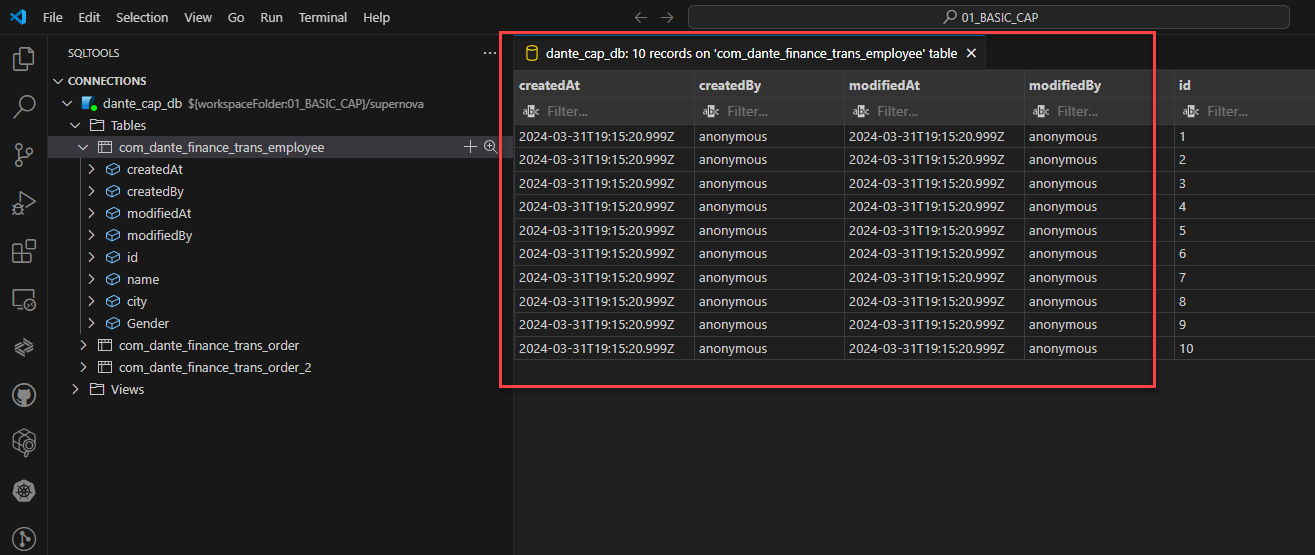 File Edit Selection View Go Run Terminal Help
01_BASIC_CAP
SQLTOOLS
CONNECTIONS
dante_cap_db ${workspaceFolder:01_BASIC_CAP}/supernova
Tables
com_dante_finance_trans_employee
createdAt
createdBy
modifiedAt
modifiedBy
id
name
city
Gender
com_dante_finance_trans_order
com_dante_finance_trans_order_2
Views
dante_cap_db: 10 records on 'com_dante_finance_trans_employee' table
createdAt createdBy modifiedAt modifiedBy id
abc Filter... abc Filter... abc Filter... abc Filter... abc Filter...
2024-03-31T19:15:20.999Z anonymous 2024-03-31T19:15:20.999Z anonymous 1
2024-03-31T19:15:20.999Z anonymous 2024-03-31T19:15:20.999Z anonymous 2
2024-03-31T19:15:20.999Z anonymous 2024-03-31T19:15:20.999Z anonymous 3
2024-03-31T19:15:20.999Z anonymous 2024-03-31T19:15:20.999Z anonymous 4
2024-03-31T19:15:20.999Z anonymous 2024-03-31T19:15:20.999Z anonymous 5
2024-03-31T19:15:20.999Z anonymous 2024-03-31T19:15:20.999Z anonymous 6
2024-03-31T19:15:20.999Z anonymous 2024-03-31T19:15:20.999Z anonymous 7
2024-03-31T19:15:20.999Z anonymous 2024-03-31T19:15:20.999Z anonymous 8
2024-03-31T19:15:20.999Z anonymous 2024-03-31T19:15:20.999Z anonymous 9
2024-03-31T19:15:20.999Z anonymous 2024-03-31T19:15:20.999Z anonymous 10